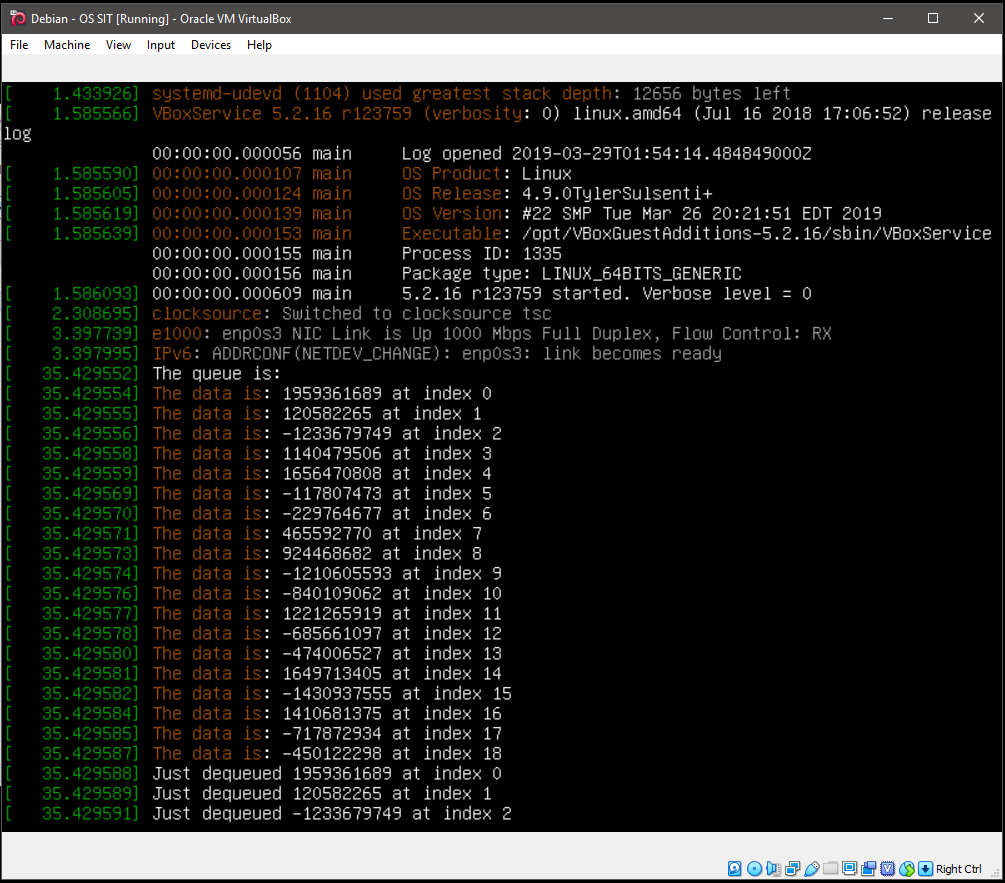 Debian - OS SIT [Running] - Oracle VM VirtualBox
File Machine View Input Devices Help
[    1.433926] systemd-udevd (1104) used greatest stack depth: 12656 bytes left
[    1.585566] VBoxService 5.2.16 r123759 (verbosity: 0) linux.amd64 (Jul 16 2018 17:06:52) release
log
00:00:00.000056 main     Log opened 2019-03-29T01:54:14.484849000Z
[    1.585590] 00:00:00.000107 main     OS Product: Linux
[    1.585605] 00:00:00.000124 main     OS Release: 4.9.0TylerSulsenti+
[    1.585619] 00:00:00.000139 main     OS Version: #22 SMP Tue Mar 26 20:21:51 EDT 2019
[    1.585639] 00:00:00.000153 main     Executable: /opt/VBoxGuestAdditions-5.2.16/sbin/VBoxService
00:00:00.000155 main     Process ID: 1335
00:00:00.000156 main     Package type: LINUX_64BITS_GENERIC
[    1.586093] 00:00:00.000609 main     5.2.16 r123759 started. Verbose level = 0
[    2.308695] clocksource: Switched to clocksource tsc
[    3.397739] e1000: enp0s3 NIC Link is Up 1000 Mbps Full Duplex, Flow Control: RX
[    3.397995] IPv6: ADDRCONF(NETDEV_CHANGE): enp0s3: link becomes ready
[   35.429552] The queue is:
[   35.429554] The data is: 1959361689 at index 0
[   35.429555] The data is: 120582265 at index 1
[   35.429556] The data is: -1233679749 at index 2
[   35.429558] The data is: 1140479506 at index 3
[   35.429559] The data is: 1656470808 at index 4
[   35.429569] The data is: -117807473 at index 5
[   35.429570] The data is: -229764677 at index 6
[   35.429571] The data is: 465592770 at index 7
[   35.429573] The data is: 924468682 at index 8
[   35.429574] The data is: -1210605593 at index 9
[   35.429576] The data is: -840109062 at index 10
[   35.429577] The data is: 1221265919 at index 11
[   35.429578] The data is: -685661097 at index 12
[   35.429580] The data is: -474006527 at index 13
[   35.429581] The data is: 1649713405 at index 14
[   35.429582] The data is: -1430937555 at index 15
[   35.429584] The data is: 1410681375 at index 16
[   35.429585] The data is: -717872934 at index 17
[   35.429587] The data is: -450122298 at index 18
[   35.429588] Just dequeued 1959361689 at index 0
[   35.429589] Just dequeued 120582265 at index 1
[   35.429591] Just dequeued -1233679749 at index 2
Right Ctrl